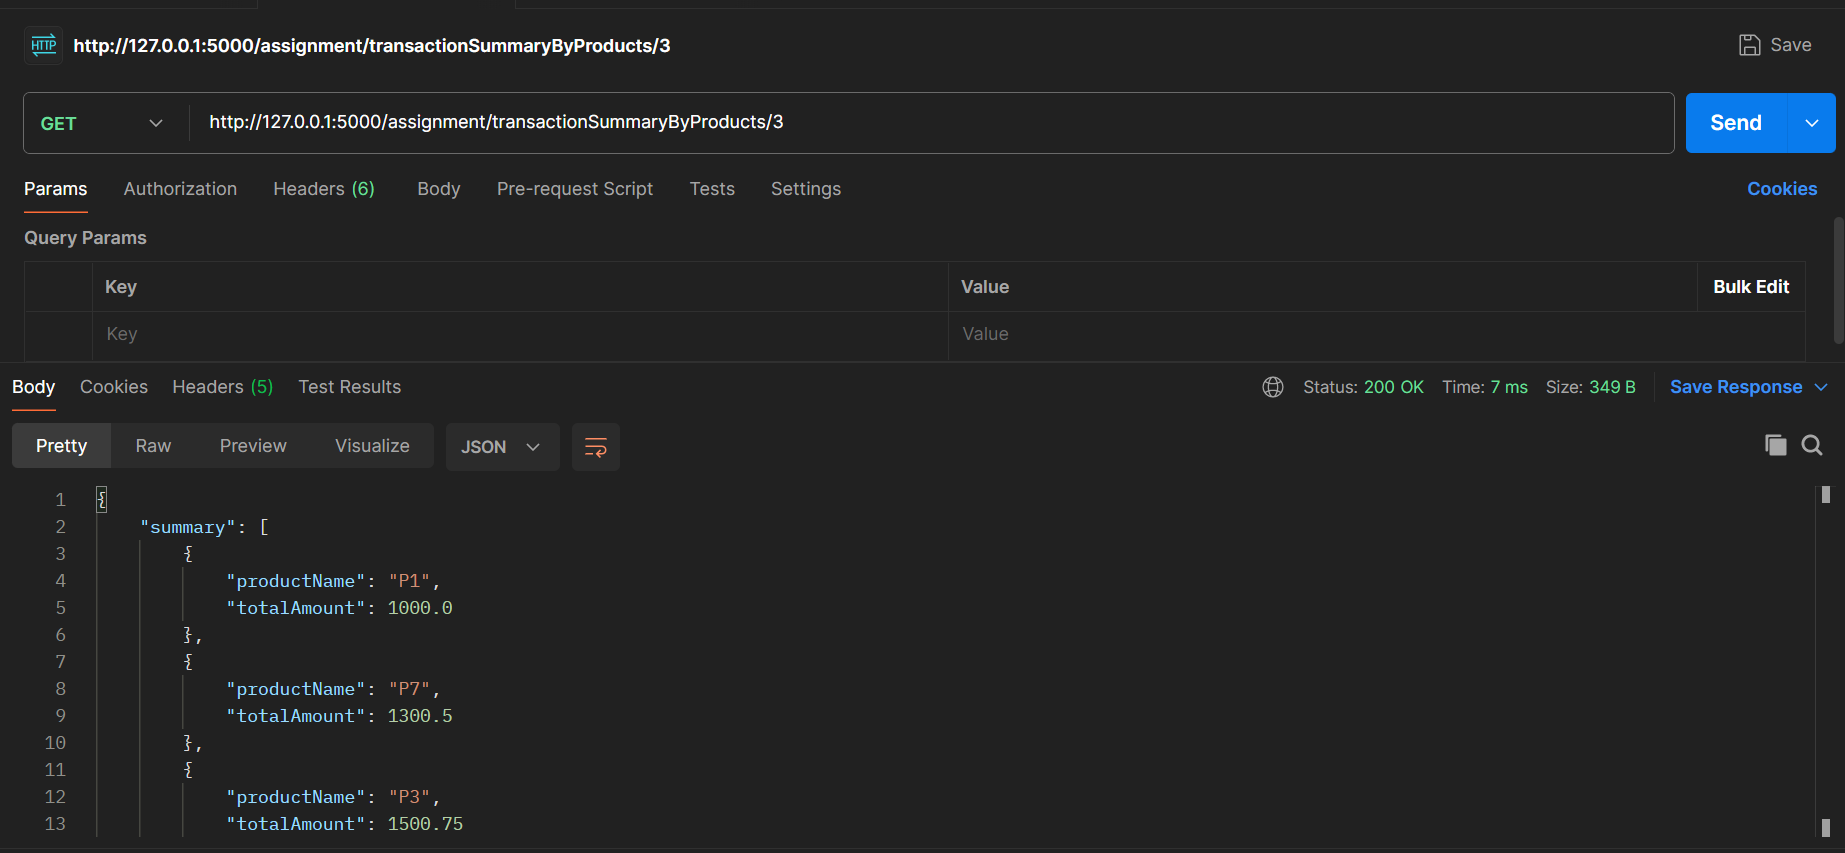 HTTP http://127.0.0.1:5000/assignment/transactionSummaryByProducts/3 Save
GET http://127.0.0.1:5000/assignment/transactionSummaryByProducts/3 Send
Params Authorization Headers (6) Body Pre-request Script Tests Settings Cookies
Query Params
Key Value Bulk Edit
Key Value
Body Cookies Headers (5) Test Results Status: 200 OK Time: 7 ms Size: 349 B Save Response
Pretty Raw Preview Visualize JSON
1 {
2 "summary": [
3 {
4 "productName": "P1",
5 "totalAmount": 1000.0
6 },
7 {
8 "productName": "P7",
9 "totalAmount": 1300.5
10 },
11 {
12 "productName": "P3",
13 "totalAmount": 1500.75